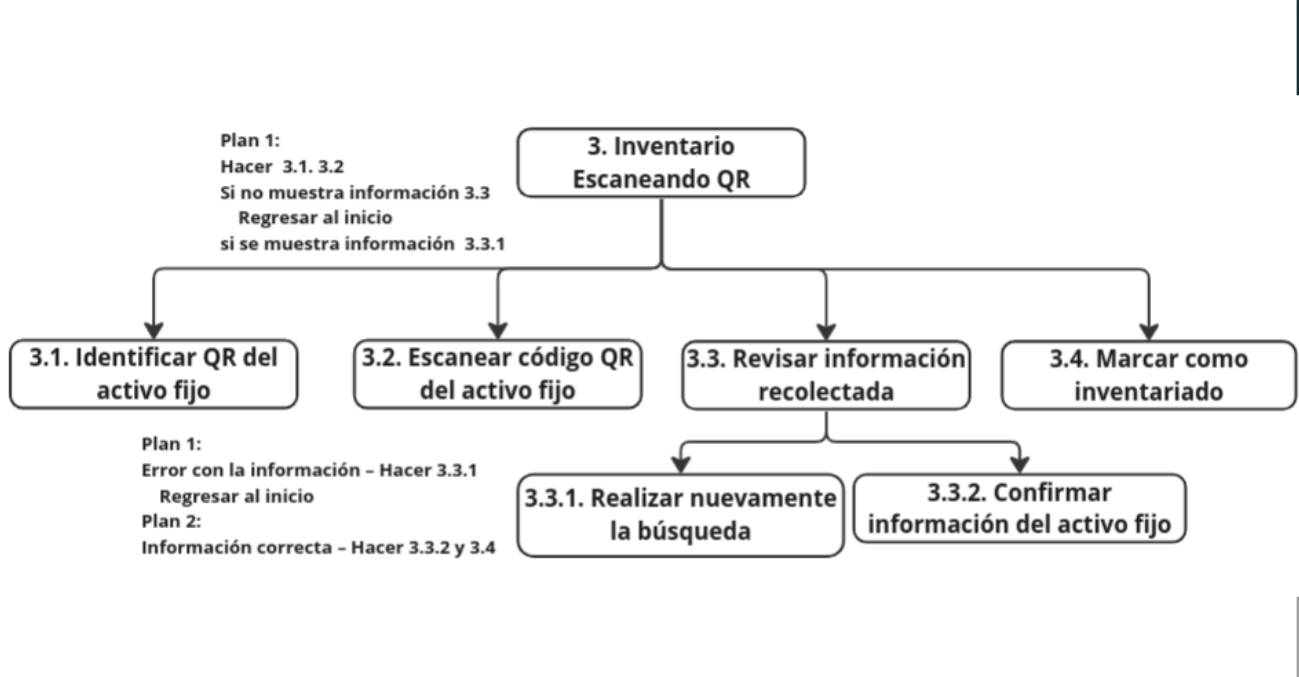 Plan 1:
Hacer 3.1. 3.2
Si no muestra información 3.3
Regresar al inicio
si se muestra información 3.3.1
3. Inventario
Escaneando QR
3.1. Identificar QR del
activo fijo
3.2. Escanear código QR
del activo fijo
3.3. Revisar información
recolectada
3.4. Marcar como
inventariado
Plan 1:
Error con la información – Hacer 3.3.1
Regresar al inicio
Plan 2:
Información correcta – Hacer 3.3.2 y 3.4
3.3.1. Realizar nuevamente
la búsqueda
3.3.2. Confirmar
información del activo fijo